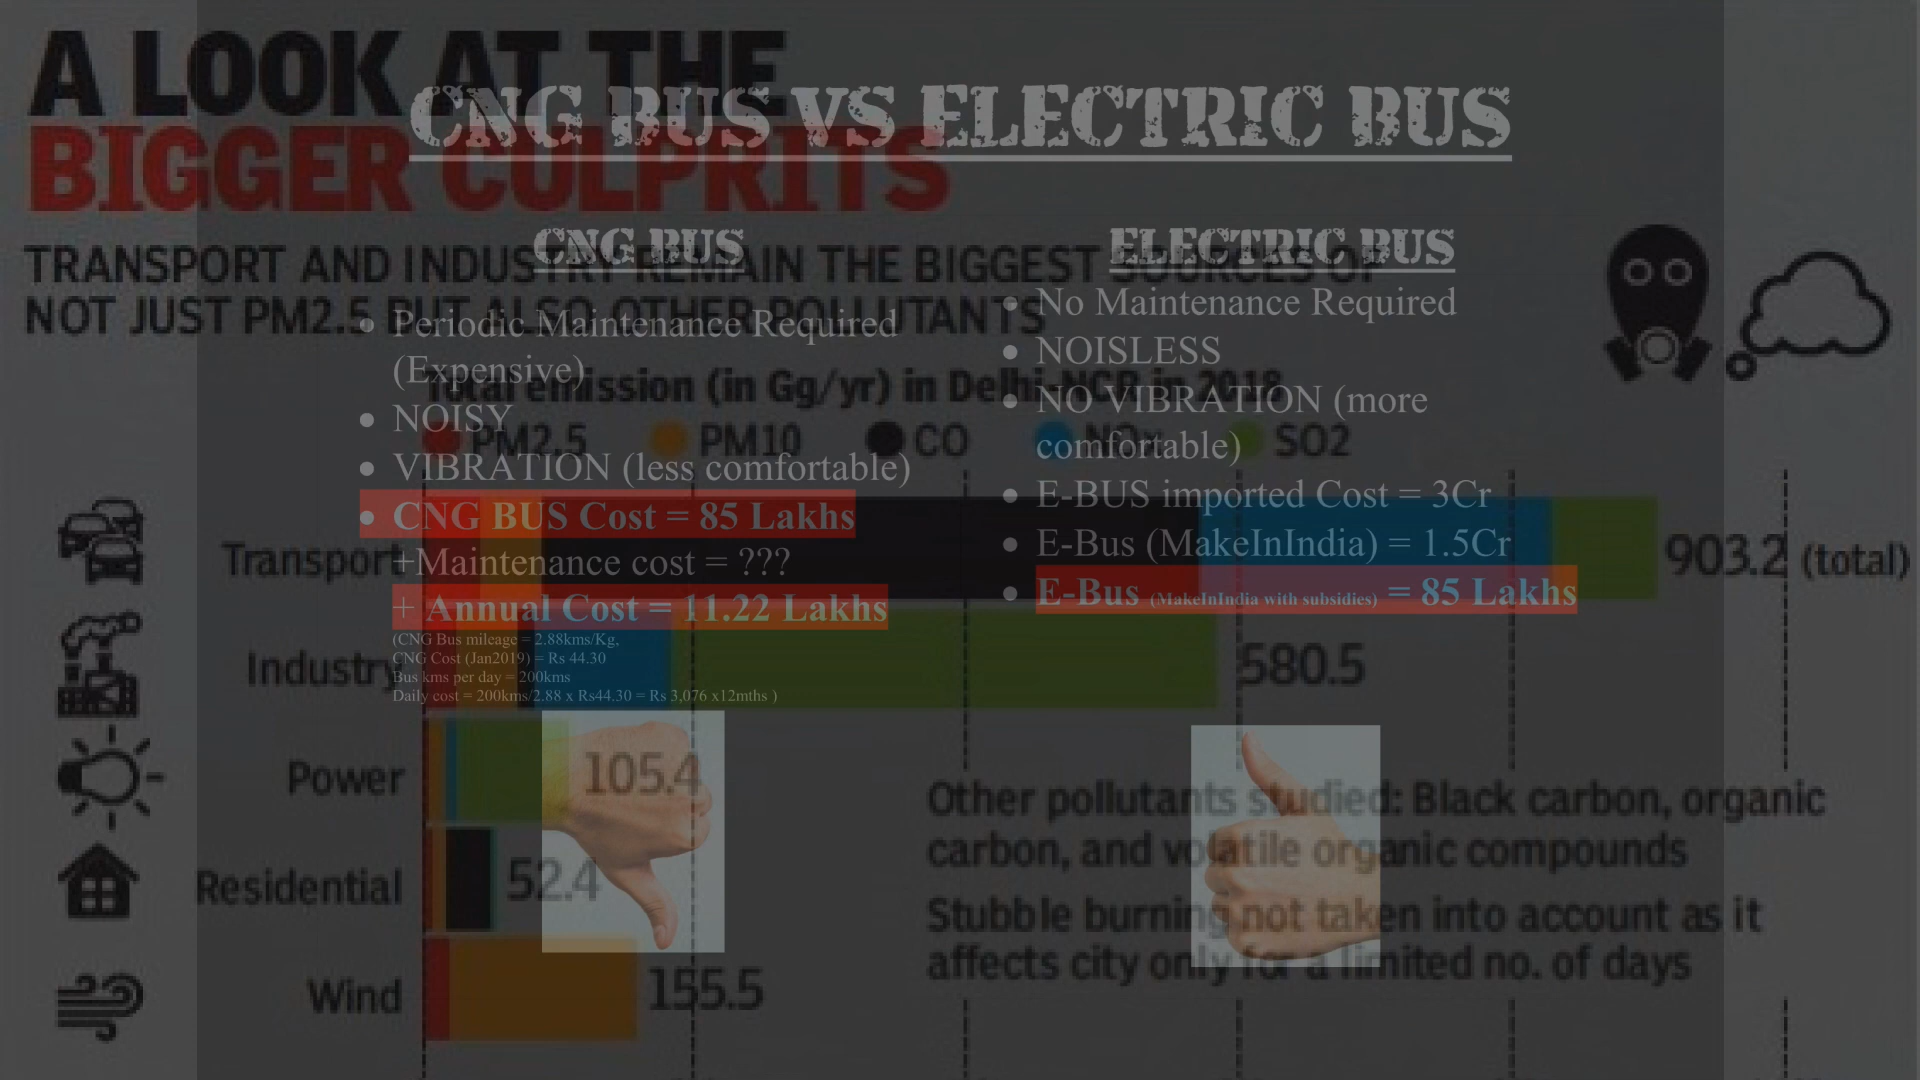 A LOOK AT THE
BIGGER CULPRITS
TRANSPORT AND INDUSTRY REMAIN THE BIGGEST SOURCES OF
NOT JUST PM2.5 BUT ALSO OTHER POLLUTANTS
Total emission (in Gg/yr) in Delhi-NCR in 2018
PM2.5 PM10 CO NOx SO2
Transport 903.2 (total)
Industry 580.5
Power 105.4
Residential 52.4
Wind 155.5
Other pollutants studied: Black carbon, organic
carbon, and volatile organic compounds
Stubble burning not taken into account as it
affects city only for a limited no. of days
CNG BUS VS ELECTRIC BUS
CNG BUS
• Periodic Maintenance Required
(Expensive)
• NOISY
• VIBRATION (less comfortable)
• CNG BUS Cost = 85 Lakhs
+Maintenance cost = ???
+ Annual Cost = 11.22 Lakhs
(CNG Bus mileage = 2.88kms/Kg,
CNG Cost (Jan2019) = Rs 44.30
Bus kms per day = 200kms
Daily cost = 200kms/2.88 x Rs44.30 = Rs 3,076 x12mths )
ELECTRIC BUS
• No Maintenance Required
• NOISLESS
• NO VIBRATION (more
comfortable)
• E-BUS imported Cost = 3Cr
• E-Bus (MakeInIndia) = 1.5Cr
• E-Bus (MakeInIndia with subsidies) = 85 Lakhs